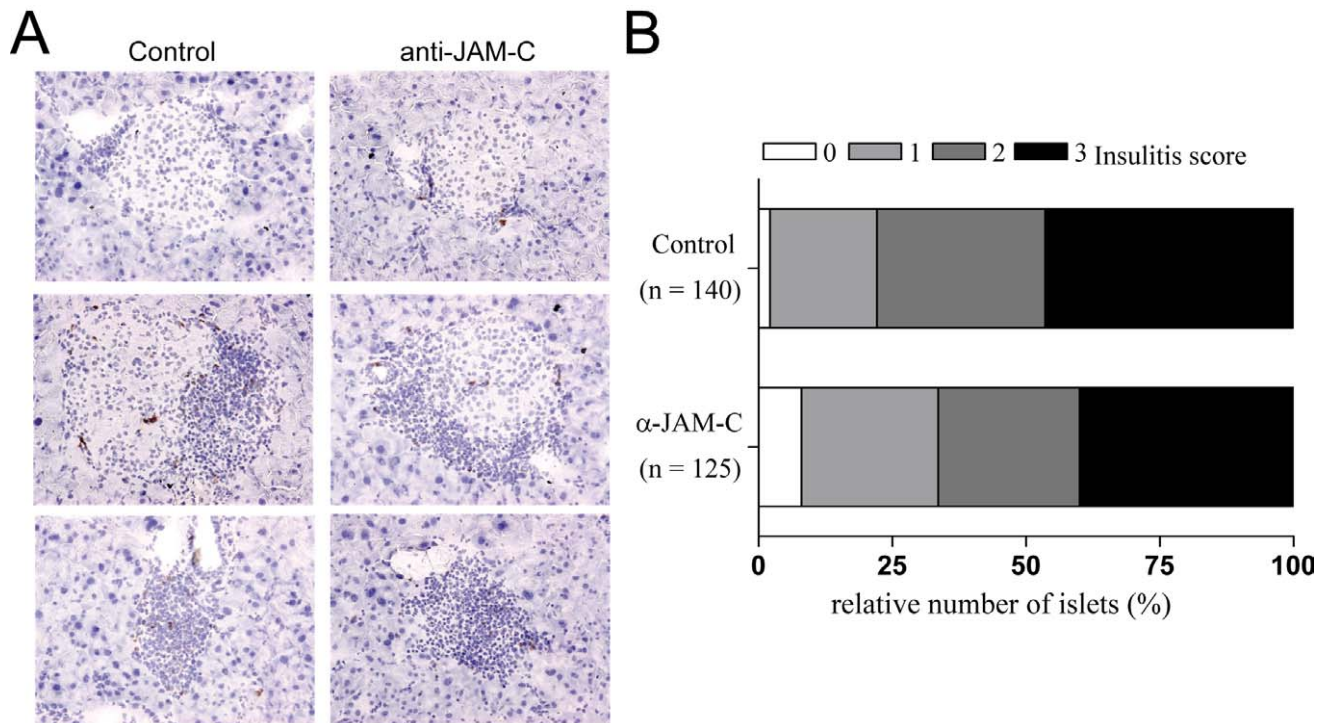 A
Control
anti-JAM-C
B
0 1 2 3 Insulitis score
Control
(n = 140)
α-JAM-C
(n = 125)
0 25 50 75 100
relative number of islets (%)